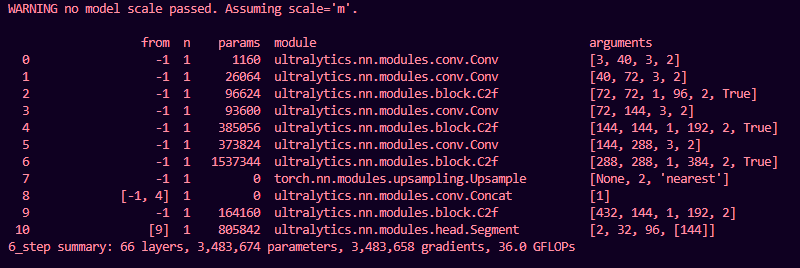 WARNING no model scale passed. Assuming scale='m'.
from n params module arguments
0 -1 1 1160 ultralytics.nn.modules.conv.Conv [3, 40, 3, 2]
1 -1 1 26064 ultralytics.nn.modules.conv.Conv [40, 72, 3, 2]
2 -1 1 96624 ultralytics.nn.modules.block.C2f [72, 72, 1, 96, 2, True]
3 -1 1 93600 ultralytics.nn.modules.conv.Conv [72, 144, 3, 2]
4 -1 1 385056 ultralytics.nn.modules.block.C2f [144, 144, 1, 192, 2, True]
5 -1 1 373824 ultralytics.nn.modules.conv.Conv [144, 288, 3, 2]
6 -1 1 1537344 ultralytics.nn.modules.block.C2f [288, 288, 1, 384, 2, True]
7 -1 1 0 torch.nn.modules.upsampling.Upsample [None, 2, 'nearest']
8 [-1, 4] 1 0 ultralytics.nn.modules.conv.Concat [1]
9 -1 1 164160 ultralytics.nn.modules.block.C2f [432, 144, 1, 192, 2]
10 [9] 1 805842 ultralytics.nn.modules.head.Segment [2, 32, 96, [144]]
6_step summary: 66 layers, 3,483,674 parameters, 3,483,658 gradients, 36.0 GFLOPs